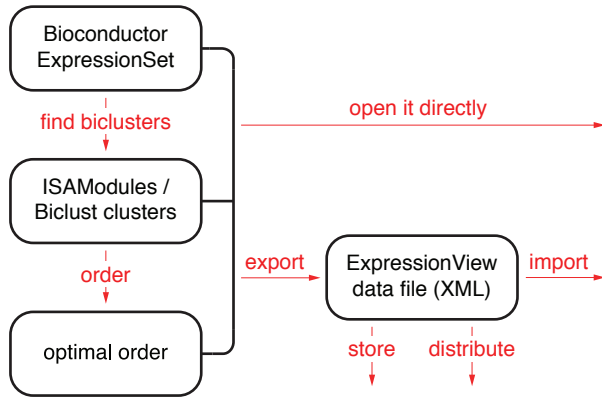 Bioconductor
ExpressionSet
find biclusters
open it directly
ISAModules /
Biclust clusters
order
export
ExpressionView
data file (XML)
import
optimal order
store
distribute